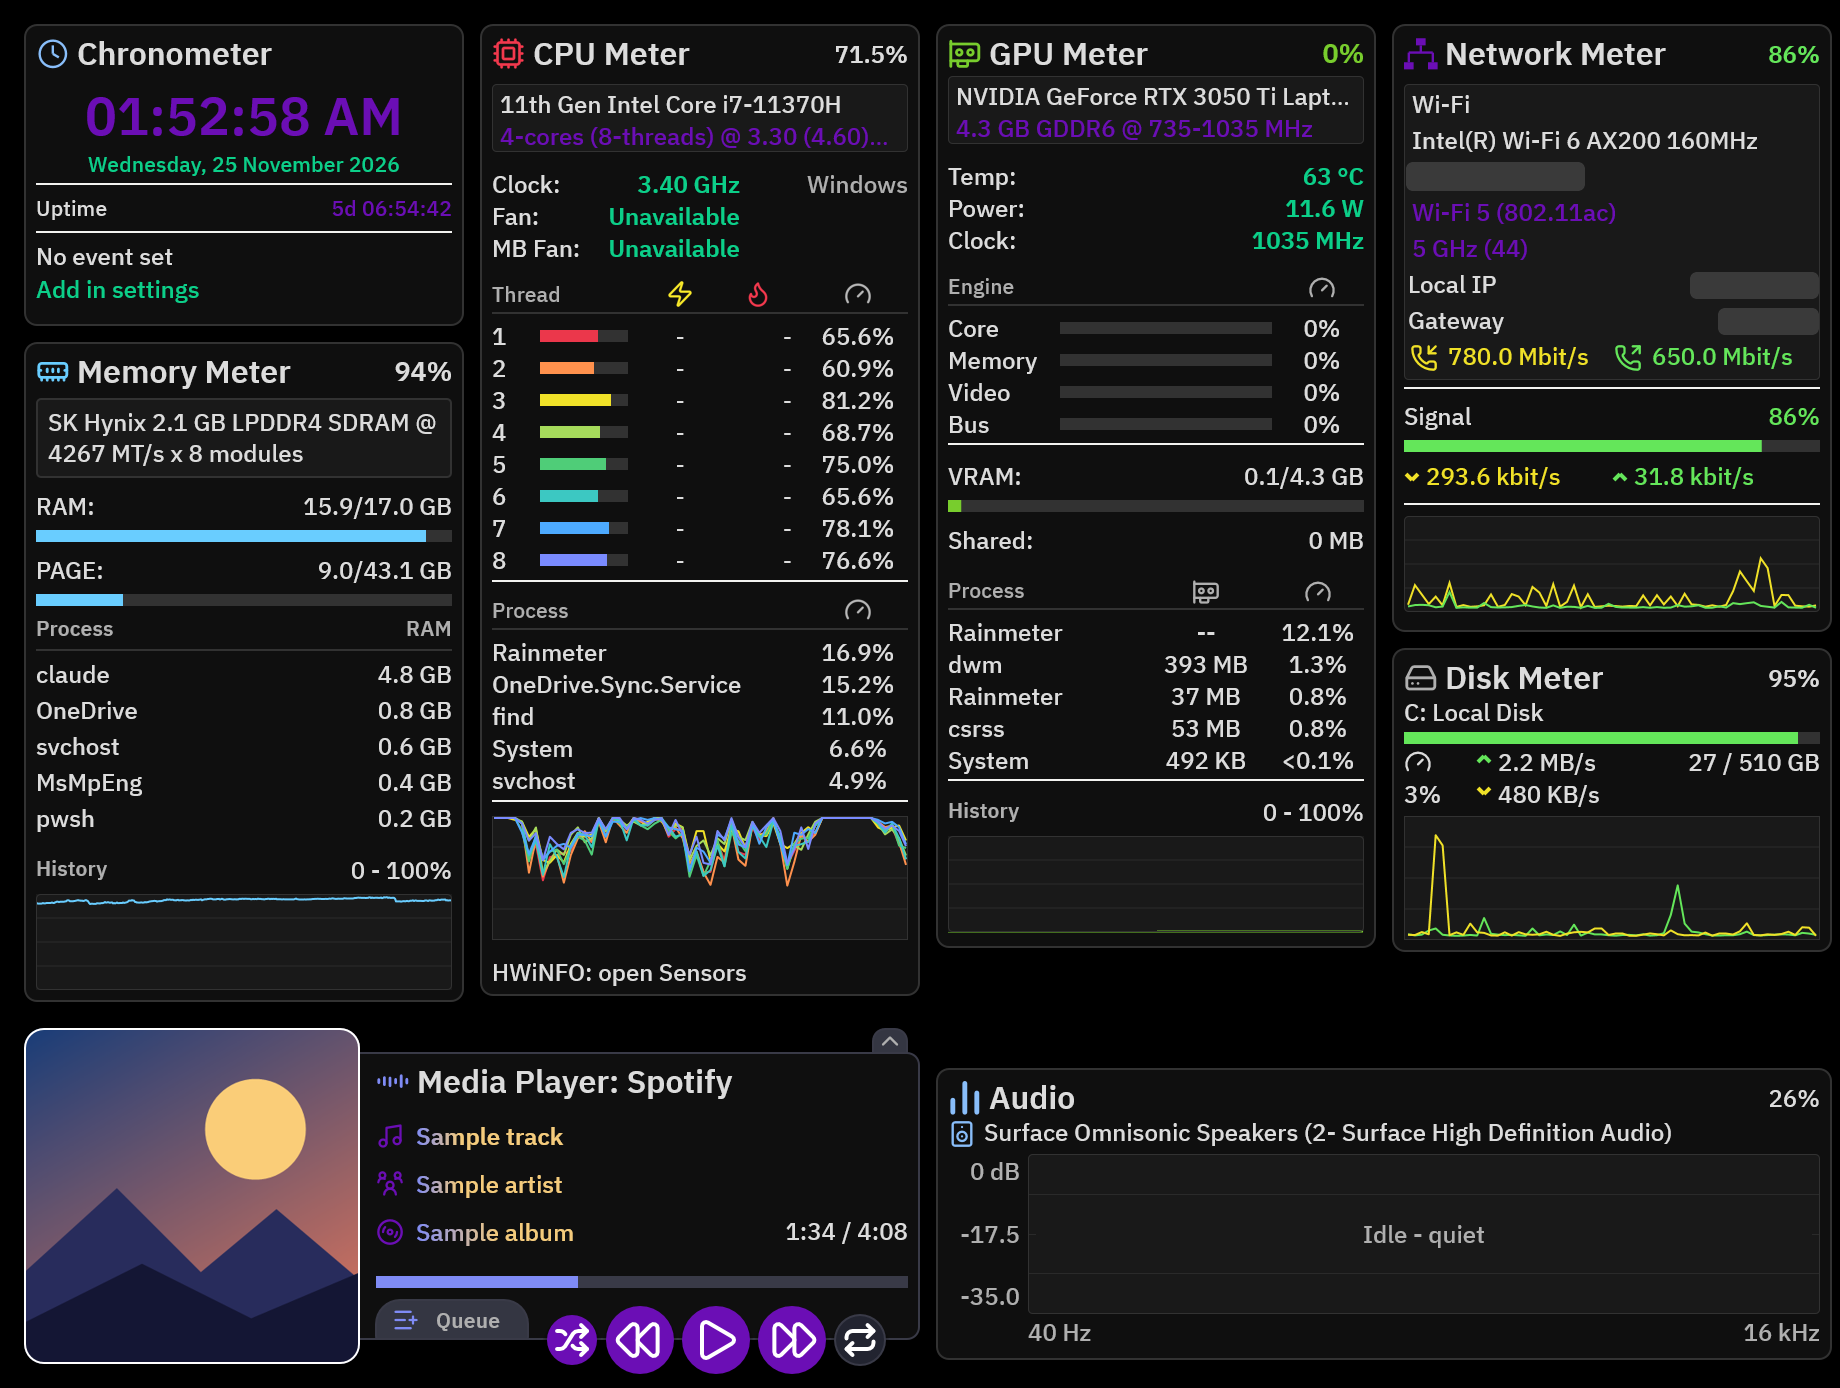 Chronometer
01:52:58 AM
Wednesday, 25 November 2026
Uptime 5d 06:54:42
No event set
Add in settings
Memory Meter 94%
SK Hynix 2.1 GB LPDDR4 SDRAM @
4267 MT/s x 8 modules
RAM: 15.9/17.0 GB
PAGE: 9.0/43.1 GB
Process RAM
claude 4.8 GB
OneDrive 0.8 GB
svchost 0.6 GB
MsMpEng 0.4 GB
pwsh 0.2 GB
History 0 - 100%
CPU Meter 71.5%
11th Gen Intel Core i7-11370H
4-cores (8-threads) @ 3.30 (4.60)...
Clock: 3.40 GHz Windows
Fan: Unavailable
MB Fan: Unavailable
Thread
1 - - 65.6%
2 - - 60.9%
3 - - 81.2%
4 - - 68.7%
5 - - 75.0%
6 - - 65.6%
7 - - 78.1%
8 - - 76.6%
Process
Rainmeter 16.9%
OneDrive.Sync.Service 15.2%
find 11.0%
System 6.6%
svchost 4.9%
HWiNFO: open Sensors
GPU Meter 0%
NVIDIA GeForce RTX 3050 Ti Lapt...
4.3 GB GDDR6 @ 735-1035 MHz
Temp: 63 °C
Power: 11.6 W
Clock: 1035 MHz
Engine
Core 0%
Memory 0%
Video 0%
Bus 0%
VRAM: 0.1/4.3 GB
Shared: 0 MB
Process
Rainmeter -- 12.1%
dwm 393 MB 1.3%
Rainmeter 37 MB 0.8%
csrss 53 MB 0.8%
System 492 KB <0.1%
History 0 - 100%
Network Meter 86%
Wi-Fi
Intel(R) Wi-Fi 6 AX200 160MHz
Wi-Fi 5 (802.11ac)
5 GHz (44)
Local IP
Gateway
780.0 Mbit/s 650.0 Mbit/s
Signal 86%
293.6 kbit/s 31.8 kbit/s
Disk Meter 95%
C: Local Disk
2.2 MB/s 27 / 510 GB
3% 480 KB/s
Media Player: Spotify
Sample track
Sample artist
Sample album 1:34 / 4:08
Queue
Audio 26%
Surface Omnisonic Speakers (2- Surface High Definition Audio)
0 dB
-17.5
Idle - quiet
-35.0
40 Hz 16 kHz